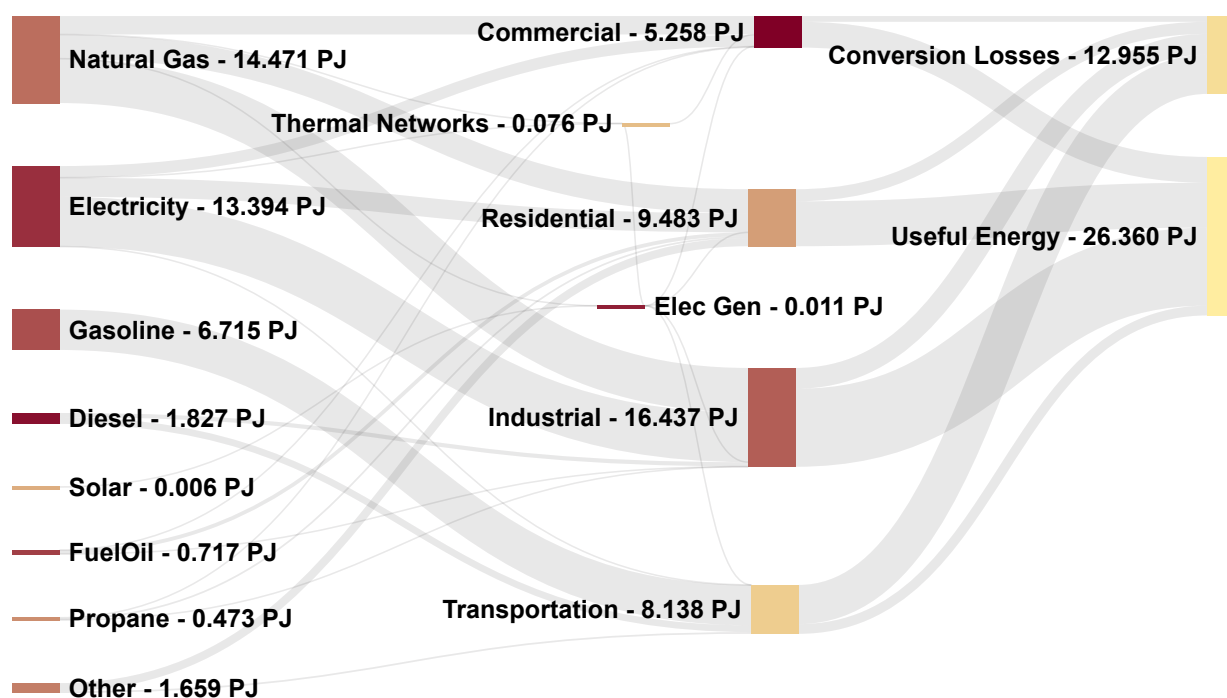 Natural Gas - 14.471 PJ
Electricity - 13.394 PJ
Gasoline - 6.715 PJ
Diesel - 1.827 PJ
Solar - 0.006 PJ
FuelOil - 0.717 PJ
Propane - 0.473 PJ
Other - 1.659 PJ
Commercial - 5.258 PJ
Thermal Networks - 0.076 PJ
Residential - 9.483 PJ
Elec Gen - 0.011 PJ
Industrial - 16.437 PJ
Transportation - 8.138 PJ
Conversion Losses - 12.955 PJ
Useful Energy - 26.360 PJ